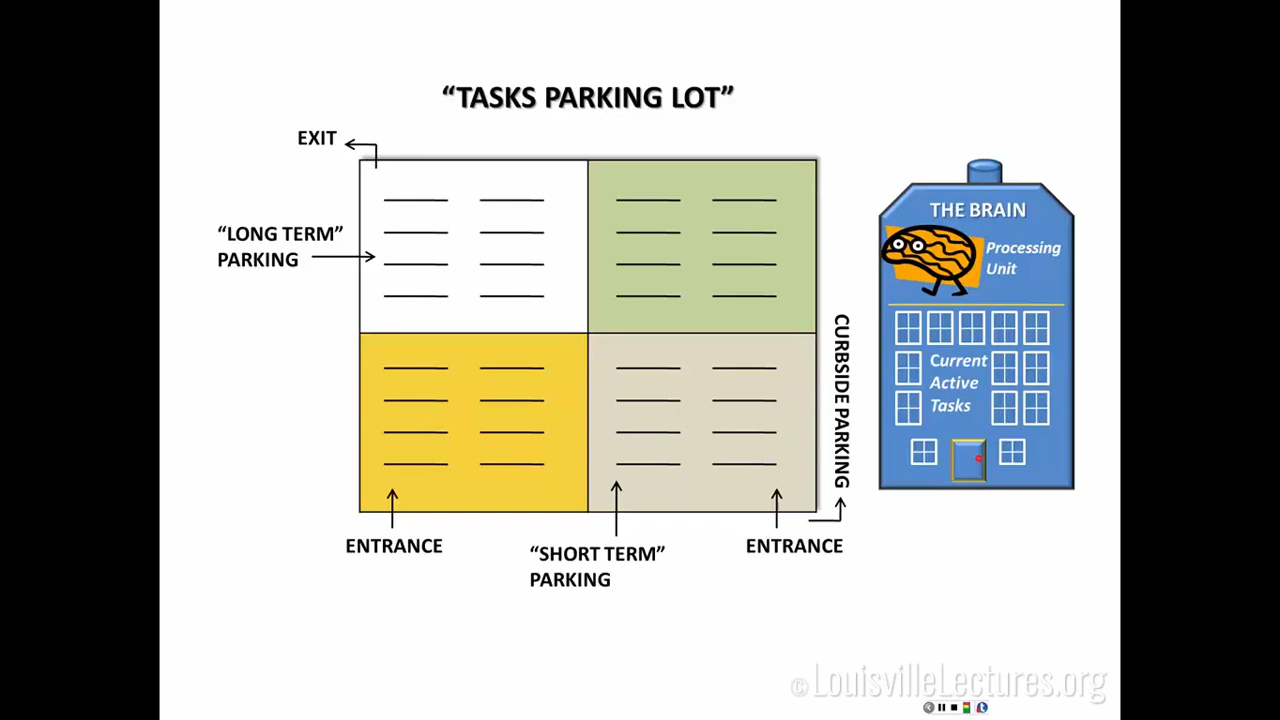 “TASKS PARKING LOT”
EXIT
“LONG TERM”
PARKING
THE BRAIN
Processing
Unit
Current
Active
Tasks
CURBSIDE PARKING
ENTRANCE
“SHORT TERM”
PARKING
ENTRANCE
©LouisvilleLectures.org